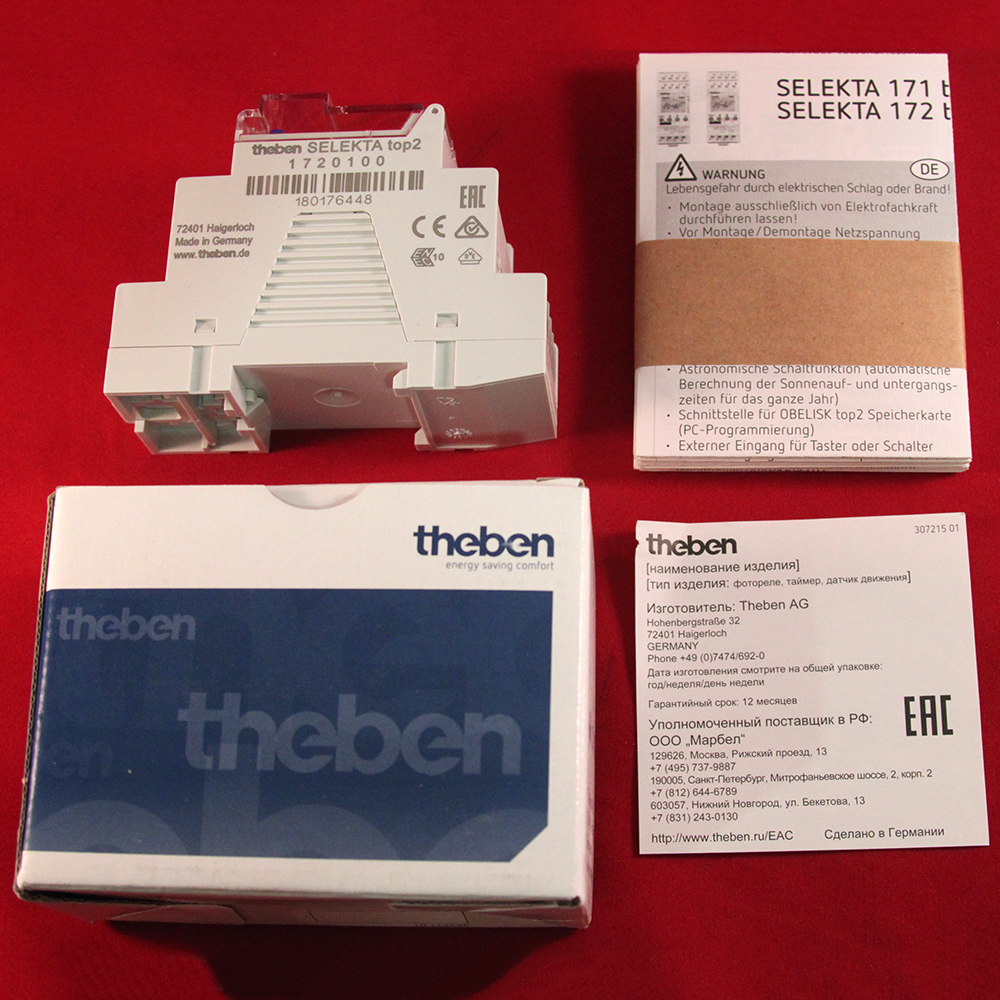 theben SELEKTA top2
1720100
180176448
EAC
72401 Haigerloch
Made in Germany
www.theben.de
CE
10
SELEKTA 171 t
SELEKTA 172 t
WARNUNG
DE
Lebensgefahr durch elektrischen Schlag oder Brand!
• Montage ausschließlich von Elektrofachkraft
durchführen lassen!
• Vor Montage/Demontage Netzspannung
• Astronomische Schaltfunktion (automatische
Berechnung der Sonnenauf- und untergangs-
zeiten für das ganze Jahr)
• Schnittstelle für OBELISK top2 Speicherkarte
(PC-Programmierung)
• Externer Eingang für Taster oder Schalter
theben
energy saving comfort
theben
theben
307215 01
theben
[наименование изделия]
[тип изделия: фотореле, таймер, датчик движения]
Изготовитель: Theben AG
Hohenbergstraße 32
72401 Haigerloch
GERMANY
Phone +49 (0)7474/692-0
Дата изготовления смотрите на общей упаковке:
год/неделя/день недели
Гарантийный срок: 12 месяцев
EAC
Уполномоченный поставщик в РФ:
ООО „Марбел“
129626, Москва, Рижский проезд, 13
+7 (495) 737-9887
190005, Санкт-Петербург, Митрофаньевское шоссе, 2, корп. 2
+7 (812) 644-6789
603057, Нижний Новгород, ул. Бекетова, 13
+7 (831) 243-0130
http://www.theben.ru/EAC
Сделано в Германии